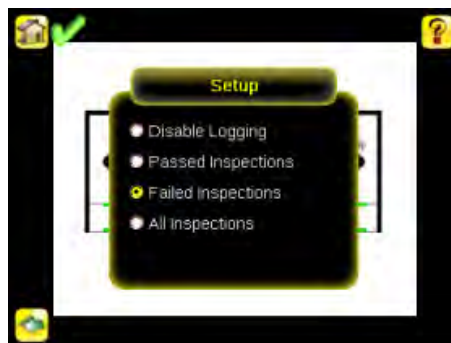 Setup
Disable Logging
Passed Inspections
Failed Inspections
All Inspections